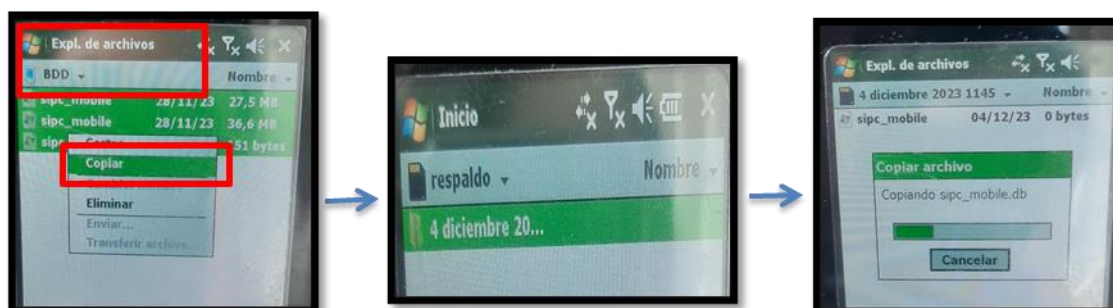 Expl. de archivos
BDD Nombre
sipc_mobile 28/11/23 27,5 MB
sipc_mobile 28/11/23 36,6 MB
sipc 151 bytes
Copiar
Eliminar
Enviar...
Transferir archivo...
Inicio
respaldo Nombre
4 diciembre 20...
Expl. de archivos
4 diciembre 2023 1145 Nombre
sipc_mobile 04/12/23 0 bytes
Copiar archivo
Copiando sipc_mobile.db
Cancelar